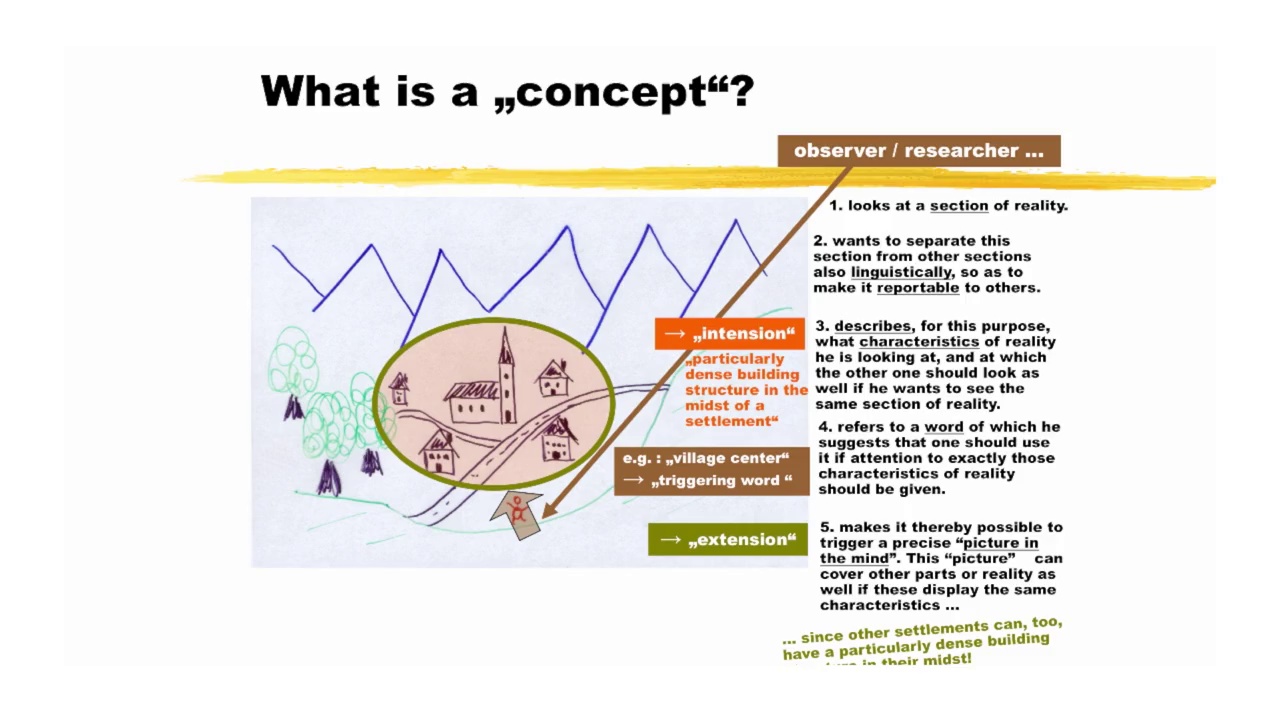 What is a „concept“?
observer / researcher ...
1. looks at a section of reality.
2. wants to separate this
section from other sections
also linguistically, so as to
make it reportable to others.
→ „intension“
„particularly
dense building
structure in the
midst of a
settlement“
3. describes, for this purpose,
what characteristics of reality
he is looking at, and at which
the other one should look as
well if he wants to see the
same section of reality.
4. refers to a word of which he
suggests that one should use
it if attention to exactly those
characteristics of reality
should be given.
e.g. : „village center“
→ „triggering word “
→ „extension“
5. makes it thereby possible to
trigger a precise “picture in
the mind”. This “picture” can
cover other parts or reality as
well if these display the same
characteristics ...
... since other settlements can, too,
have a particularly dense building
in their midst!